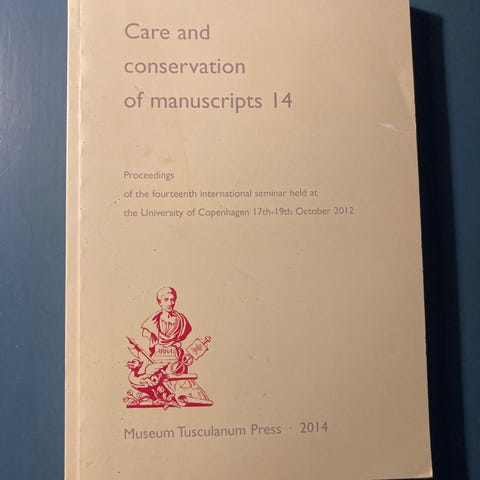 Care and
conservation
of manuscripts 14
Proceedings
of the fourteenth international seminar held at
the University of Copenhagen 17th-19th October 2012
Museum Tusculanum Press · 2014